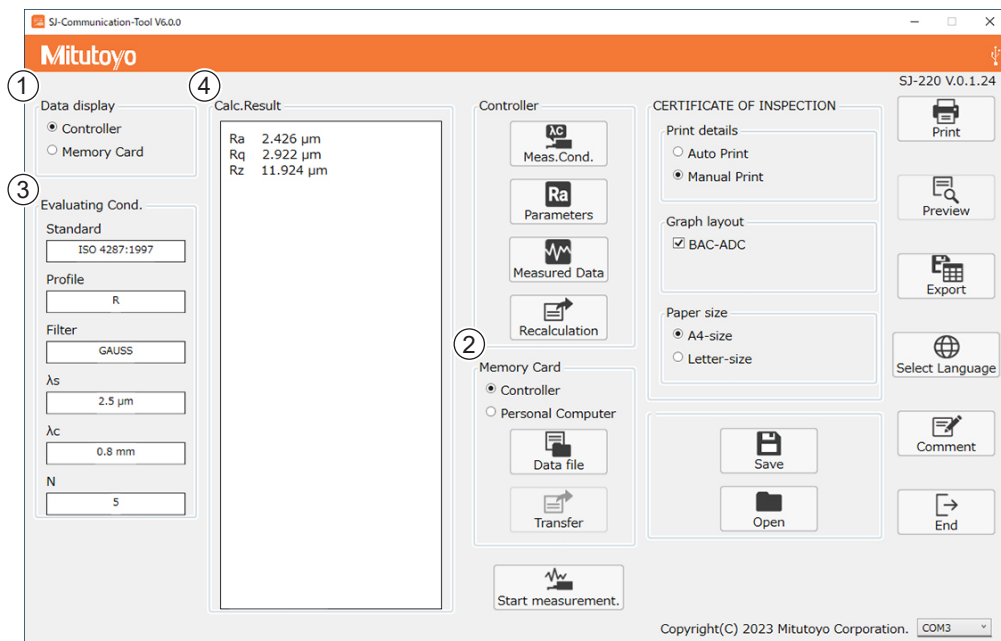 SJ-Communication-Tool V6.0.0
Mitutoyo
SJ-220 V.0.1.24
1
Data display
Controller
Memory Card
3
Evaluating Cond.
Standard
ISO 4287:1997
Profile
R
Filter
GAUSS
λs
2.5 μm
λc
0.8 mm
N
5
4
Calc.Result
Ra 2.426 μm
Rq 2.922 μm
Rz 11.924 μm
Controller
λC
Meas.Cond.
Ra
Parameters
Measured Data
Recalculation
2
Memory Card
Controller
Personal Computer
Data file
Transfer
Start measurement.
CERTIFICATE OF INSPECTION
Print details
Auto Print
Manual Print
Graph layout
BAC-ADC
Paper size
A4-size
Letter-size
Save
Open
Print
Preview
Export
Select Language
Comment
End
Copyright(C) 2023 Mitutoyo Corporation.
COM3